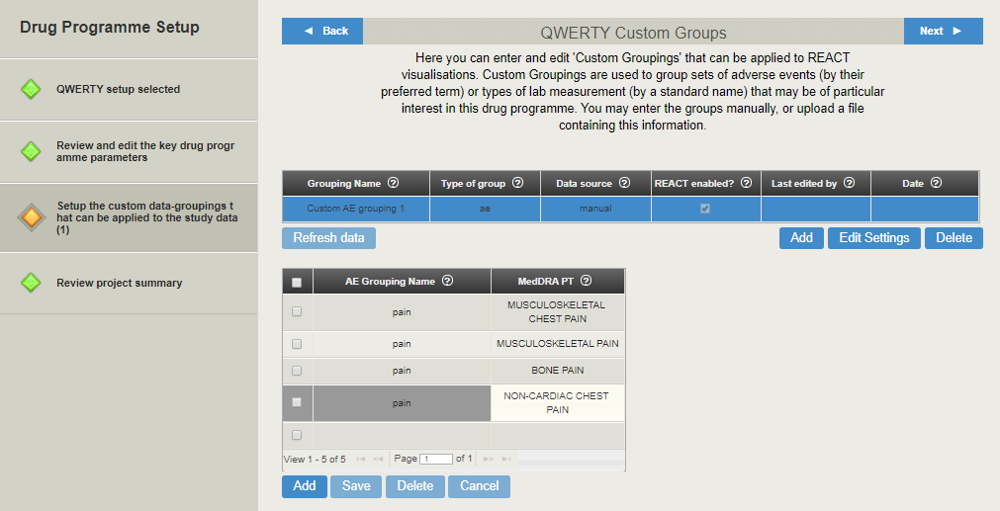 Drug Programme Setup
QWERTY setup selected
Review and edit the key drug progr
amme parameters
Setup the custom data-groupings t
hat can be applied to the study data
(1)
Review project summary
Back
QWERTY Custom Groups
Next
Here you can enter and edit 'Custom Groupings' that can be applied to REACT
visualisations. Custom Groupings are used to group sets of adverse events (by their
preferred term) or types of lab measurement (by a standard name) that may be of particular
interest in this drug programme. You may enter the groups manually, or upload a file
containing this information.
Grouping Name ? Type of group ? Data source ? REACT enabled? ? Last edited by ? Date ?
Custom AE grouping 1 ae manual
Refresh data Add Edit Settings Delete
AE Grouping Name ? MedDRA PT ?
pain MUSCULOSKELETAL
CHEST PAIN
pain MUSCULOSKELETAL PAIN
pain BONE PAIN
pain NON-CARDIAC CHEST
PAIN
View 1 - 5 of 5 Page 1 of 1
Add Save Delete Cancel